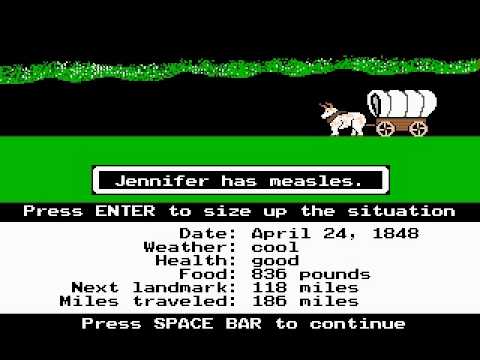 Jennifer has measles.
Press ENTER to size up the situation
Date: April 24, 1848
Weather: cool
Health: good
Food: 836 pounds
Next landmark: 118 miles
Miles traveled: 186 miles
Press SPACE BAR to continue